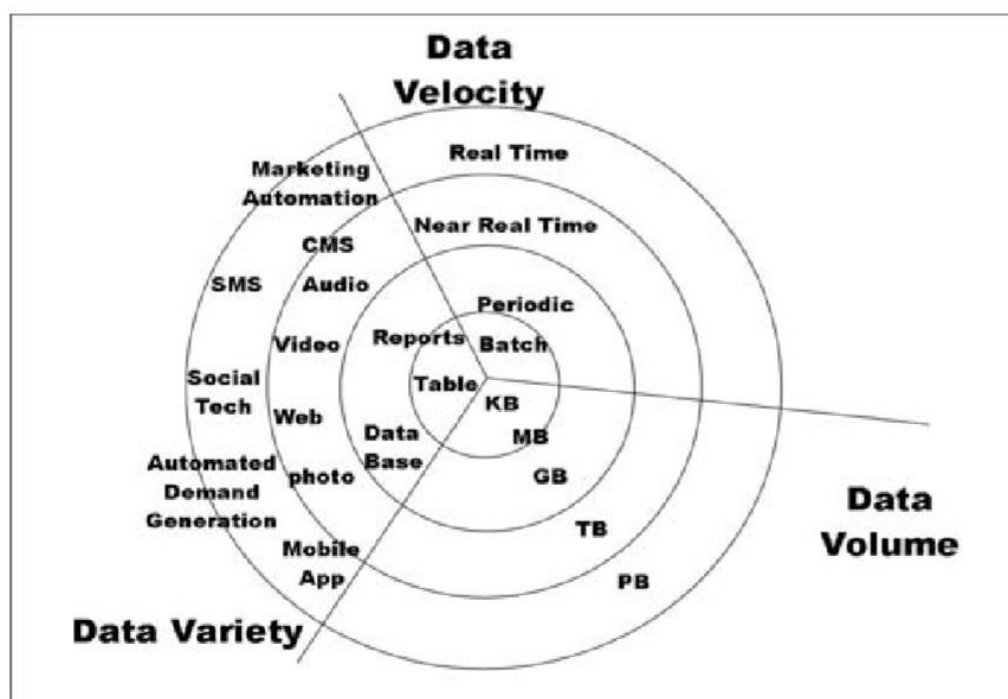 Data
Velocity
Real Time
Marketing
Automation
Near Real Time
CMS
SMS
Audio
Periodic
Reports
Batch
Video
Social
Tech
Table
KB
Web
Data
Base
MB
Automated
Demand
Generation
photo
GB
Data
Volume
TB
Mobile
App
PB
Data Variety